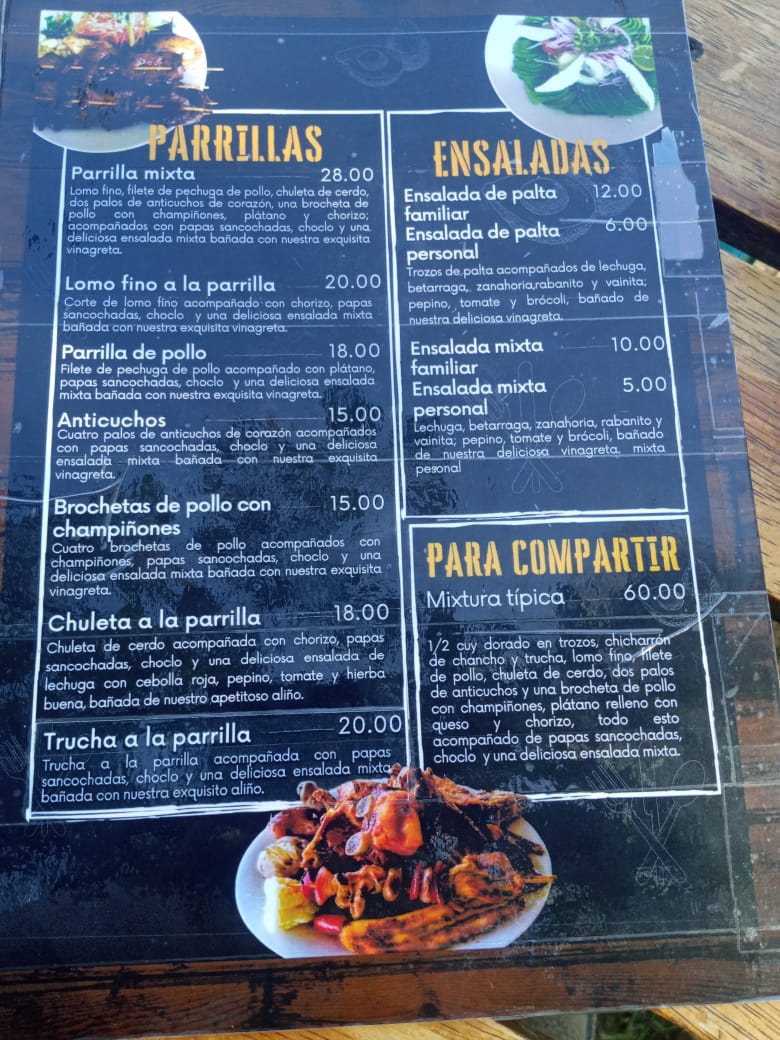 PARRILLAS
Parrilla mixta 28.00
Lomo fino, filete de pechuga de pollo, chuleta de cerdo,
dos palos de anticuchos de corazón, una brocheta de
pollo con champiñones, plátano y chorizo;
acompañados con papas sancochadas, choclo y una
deliciosa ensalada mixta bañada con nuestra exquisita
vinagreta.
Lomo fino a la parrilla 20.00
Corte de lomo fino acompañado con chorizo, papas
sancochadas, choclo y una deliciosa ensalada mixta
bañada con nuestra exquisita vinagreta.
Parrilla de pollo 18.00
Filete de pechuga de pollo acompañado con plátano,
papas sancochadas, choclo y una deliciosa ensalada
mixta bañada con nuestra exquisita vinagreta.
Anticuchos 15.00
Cuatro palos de anticuchos de corazón acompañados
con papas sancochadas, choclo y una deliciosa
ensalada mixta bañada con nuestra exquisita
vinagreta.
Brochetas de pollo con 15.00
champiñones
Cuatro brochetas de pollo acompañados con
champiñones, papas sancochadas, choclo y una
deliciosa ensalada mixta bañada con nuestra exquisita
vinagreta.
Chuleta a la parrilla 18.00
Chuleta de cerdo acompañada con chorizo, papas
sancochadas, choclo y una deliciosa ensalada de
lechuga con cebolla roja, pepino, tomate y hierba
buena, bañada de nuestro apetitoso aliño.
Trucha a la parrilla 20.00
Trucha a la parrilla acompañada con papas
sancochadas, choclo y una deliciosa ensalada mixta
bañada con nuestra exquisito aliño.
ENSALADAS
Ensalada de palta 12.00
familiar
Ensalada de palta 6.00
personal
Trozos de palta acompañados de lechuga,
betarraga, zanahoria,rabanito y vainita;
pepino, tomate y brócoli, bañado de
nuestra deliciosa vinagreta.
Ensalada mixta 10.00
familiar
Ensalada mixta 5.00
personal
Lechuga, betarraga, zanahoria, rabanito y
vainita; pepino, tomate y brócoli, bañado
de nuestra deliciosa vinagreta. mixta
personal
PARA COMPARTIR
Mixtura típica 60.00
1/2 cuy dorado en trozos, chicharrón
de chancho y trucha, lomo fino, filete
de pollo, chuleta de cerdo, dos palos
de anticuchos y una brocheta de pollo
con champiñones, plátano relleno con
queso y chorizo, todo esto
acompañado de papas sancochadas,
choclo y una deliciosa ensalada mixta.